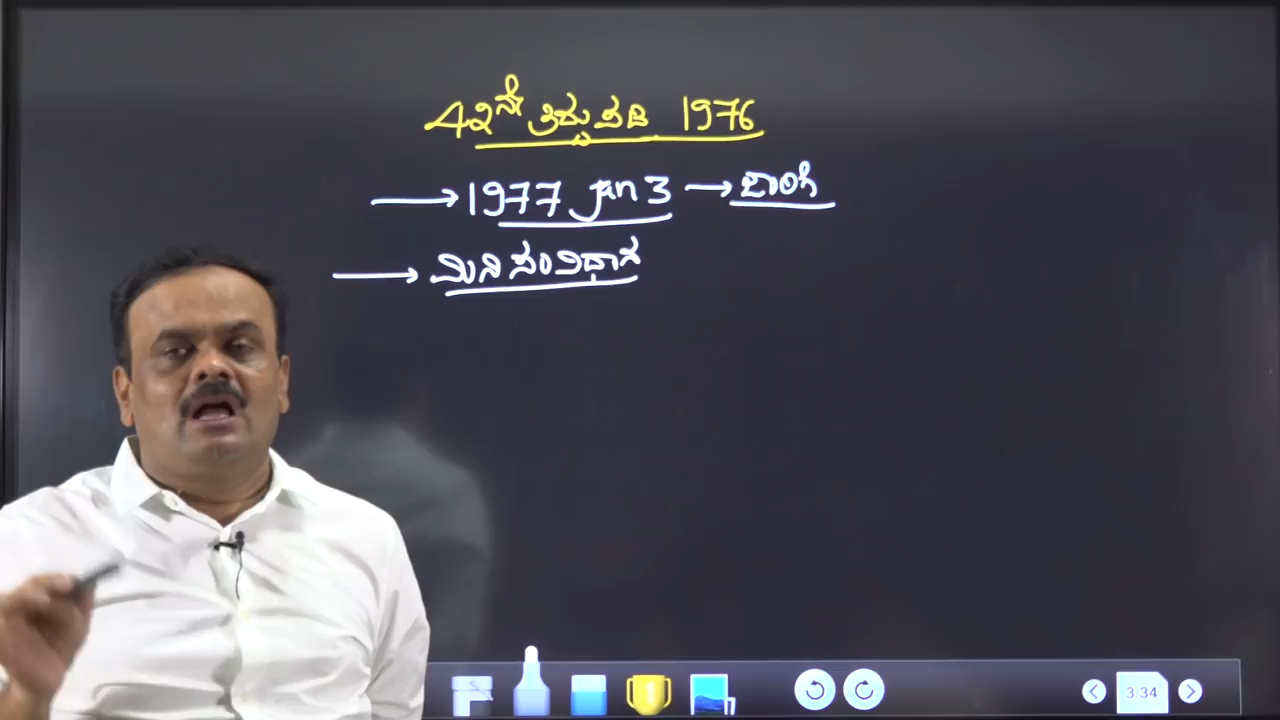 42ನೇ ತಿದ್ದುಪಡಿ 1976
→ 1977 jan 3 → ಜಾರಿಗೆ
→ ಮಿನಿ ಸಂವಿಧಾನ
3/34